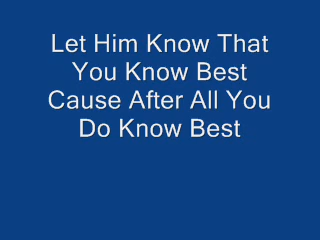 Let Him Know That
You Know Best
Cause After All You
Do Know Best